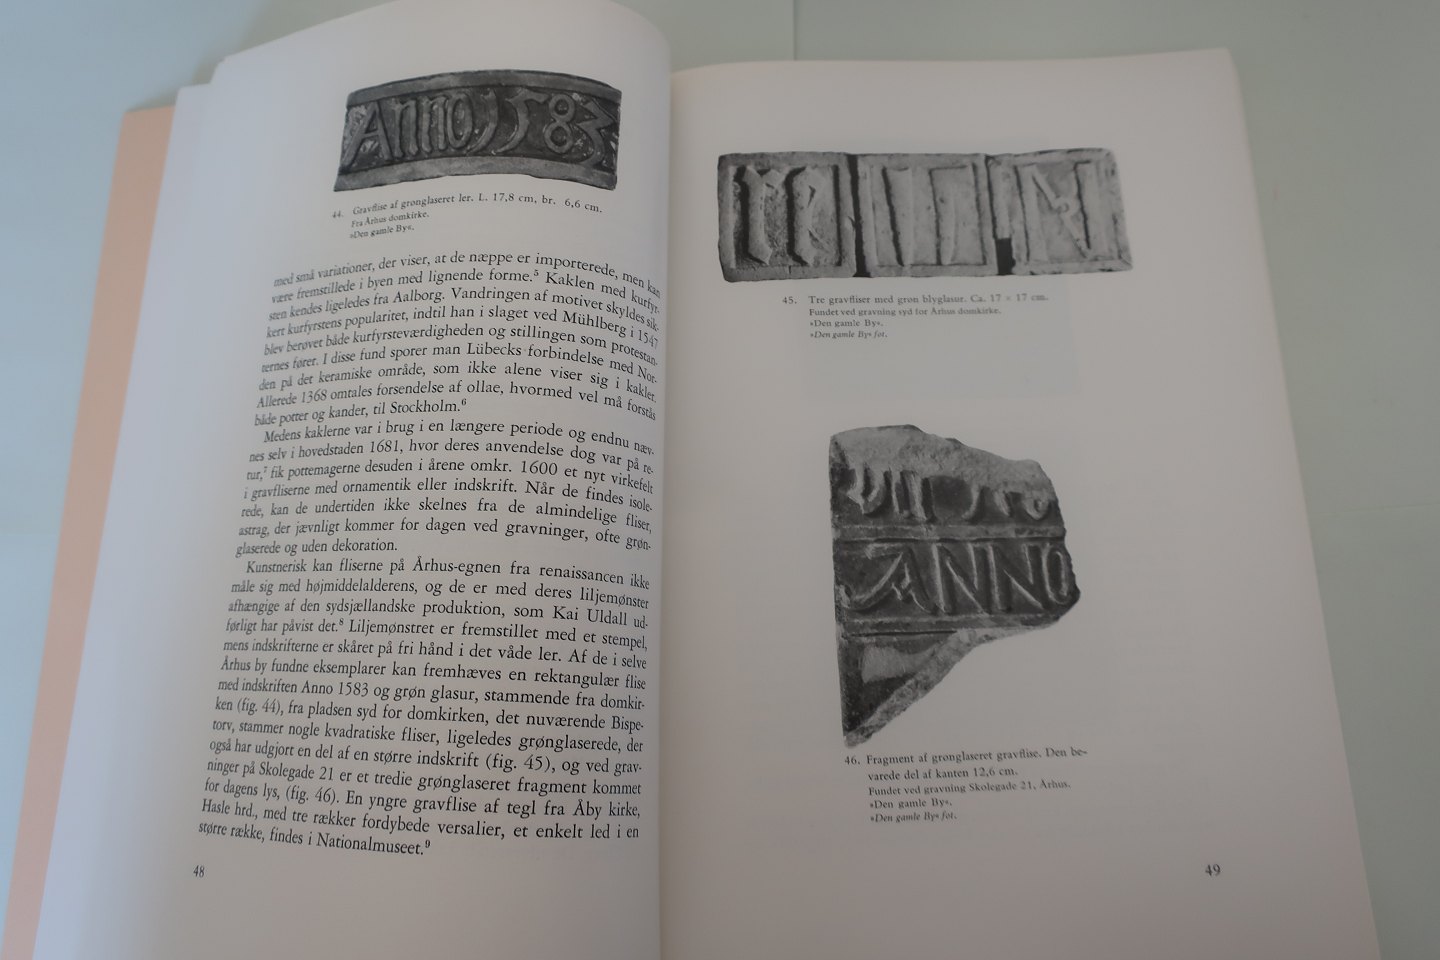 Anno 1583
44. Gravflise af grønglaseret ler. L. 17,8 cm, br. 6,6 cm.
Fra Århus domkirke.
»Den gamle By«.
med små variationer, der viser, at de næppe er importerede, men kan
være fremstillede i byen med lignende forme.⁵ Kaklen med kurfyr-
sten kendes ligeledes fra Aalborg. Vandringen af motivet skyldes sik-
kert kurfyrstens popularitet, indtil han i slaget ved Mühlberg i 1547
blev berøvet både kurfyrsteværdigheden og stillingen som protestan-
ternes fører. I disse fund sporer man Lübecks forbindelse med Nor-
den på det keramiske område, som ikke alene viser sig i kakler.
Allerede 1368 omtales forsendelse af ollae, hvormed vel må forstås
både potter og kander, til Stockholm.⁶
Medens kaklerne var i brug i en længere periode og endnu næv-
nes selv i hovedstaden 1681, hvor deres anvendelse dog var på re-
tur,⁷ fik pottemagerne desuden i årene omkr. 1600 et nyt virkefelt
i gravfliserne med ornamentik eller indskrift. Når de findes isole-
rede, kan de undertiden ikke skelnes fra de almindelige fliser,
astrag, der jævnligt kommer for dagen ved gravninger, ofte grøn-
glaserede og uden dekoration.
Kunstnerisk kan fliserne på Århus-egnen fra renaissancen ikke
måle sig med højmiddelalderens, og de er med deres liljemønster
afhængige af den sydsjællandske produktion, som Kai Uldall ud-
førligt har påvist det.⁸ Liljemønstret er fremstillet med et stempel,
mens indskrifterne er skåret på fri hånd i det våde ler. Af de i selve
Århus by fundne eksemplarer kan fremhæves en rektangulær flise
med indskriften Anno 1583 og grøn glasur, stammende fra domkir-
ken (fig. 44), fra pladsen syd for domkirken, det nuværende Bispe-
torv, stammer nogle kvadratiske fliser, ligeledes grønglaserede, der
også har udgjort en del af en større indskrift (fig. 45), og ved grav-
ninger på Skolegade 21 er et tredie grønglaseret fragment kommet
for dagens lys, (fig. 46). En yngre gravflise af tegl fra Åby kirke,
Hasle hrd., med tre rækker fordybede versalier, et enkelt led i en
større række, findes i Nationalmuseet.⁹
48
45. Tre gravfliser med grøn blyglasur. Ca. 17 × 17 cm.
Fundet ved gravning syd for Århus domkirke.
»Den gamle By«.
»Den gamle By« fot.
ANNO
46. Fragment af grønglaseret gravflise. Den be-
varede del af kanten 12,6 cm.
Fundet ved gravning Skolegade 21, Århus.
»Den gamle By«.
»Den gamle By« fot.
49